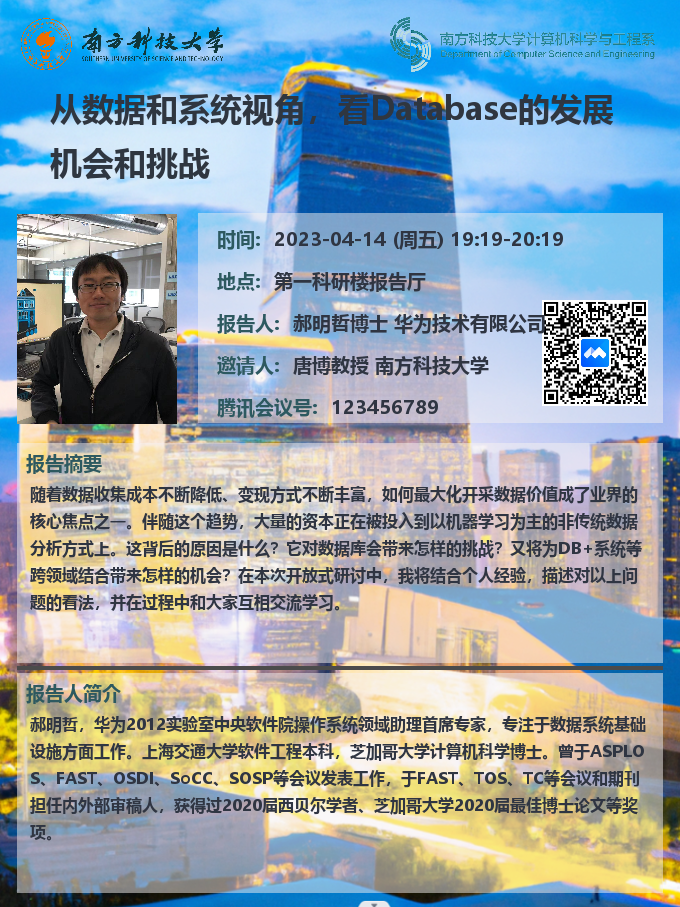 南方科技大学
SOUTHERN UNIVERSITY OF SCIENCE AND TECHNOLOGY
南方科技大学计算机科学与工程系
Department of Computer Science and Engineering
从数据和系统视角，看Database的发展
机会和挑战
时间: 2023-04-14 (周五) 19:19-20:19
地点: 第一科研楼报告厅
报告人: 郝明哲博士 华为技术有限公司
邀请人: 唐博教授 南方科技大学
腾讯会议号: 123456789
报告摘要
随着数据收集成本不断降低、变现方式不断丰富，如何最大化开采数据价值成了业界的
核心焦点之一。伴随这个趋势，大量的资本正在被投入到以机器学习为主的非传统数据
分析方式上。这背后的原因是什么？它对数据库会带来怎样的挑战？又将为DB+系统等
跨领域结合带来怎样的机会？在本次开放式研讨中，我将结合个人经验，描述对以上问
题的看法，并在过程中和大家互相交流学习。
报告人简介
郝明哲，华为2012实验室中央软件院操作系统领域助理首席专家，专注于数据系统基础
设施方面工作。上海交通大学软件工程本科，芝加哥大学计算机科学博士。曾于ASPLO
S、FAST、OSDI、SoCC、SOSP等会议发表工作，于FAST、TOS、TC等会议和期刊
担任内外部审稿人，获得过2020届西贝尔学者、芝加哥大学2020届最佳博士论文等奖
项。